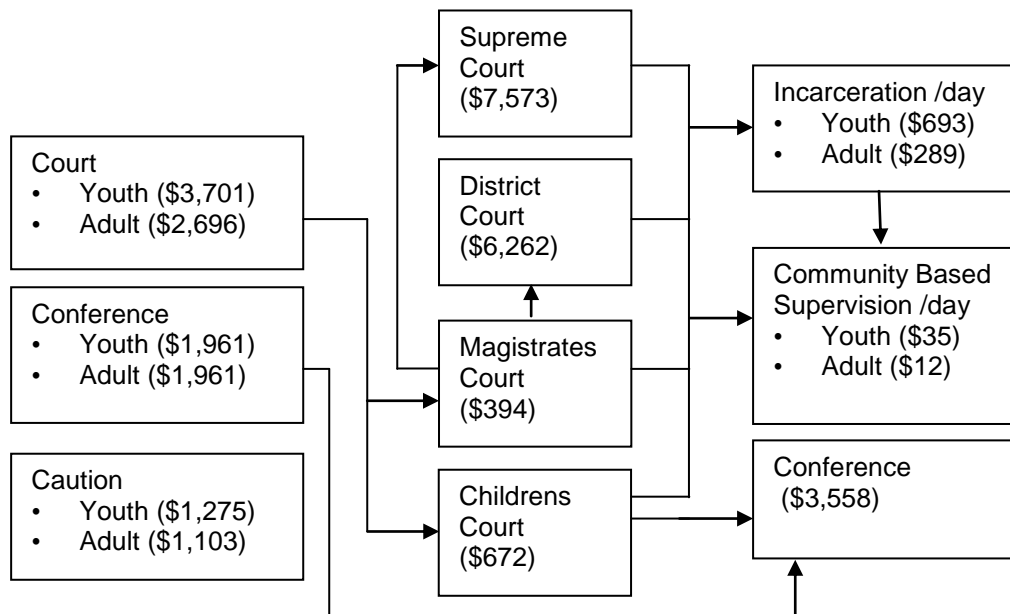 Court
• Youth ($3,701)
• Adult ($2,696)
Conference
• Youth ($1,961)
• Adult ($1,961)
Caution
• Youth ($1,275)
• Adult ($1,103)
Supreme
Court
($7,573)
District
Court
($6,262)
Magistrates
Court
($394)
Childrens
Court
($672)
Incarceration /day
• Youth ($693)
• Adult ($289)
Community Based
Supervision /day
• Youth ($35)
• Adult ($12)
Conference
($3,558)